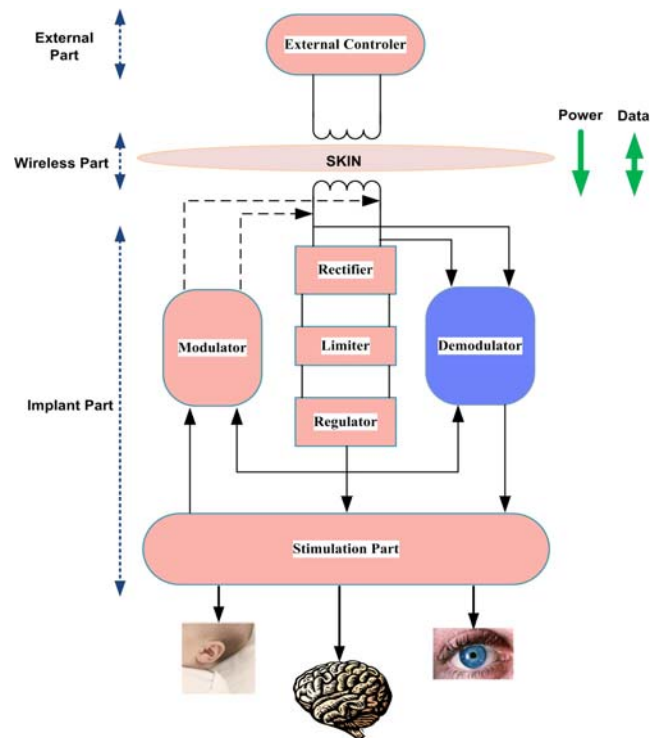 External
Part
External Controler
Power
Data
Wireless Part
SKIN
Rectifier
Modulator
Limiter
Demodulator
Implant Part
Regulator
Stimulation Part